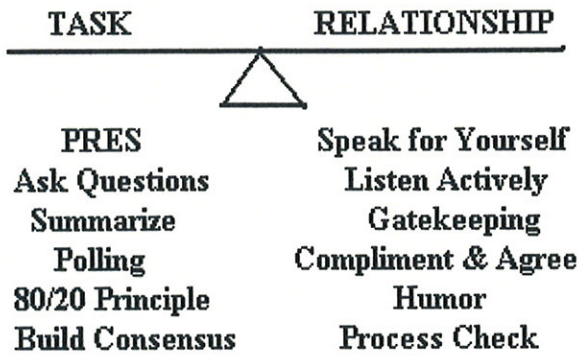 TASK RELATIONSHIP
PRES Speak for Yourself
Ask Questions Listen Actively
Summarize Gatekeeping
Polling Compliment & Agree
80/20 Principle Humor
Build Consensus Process Check